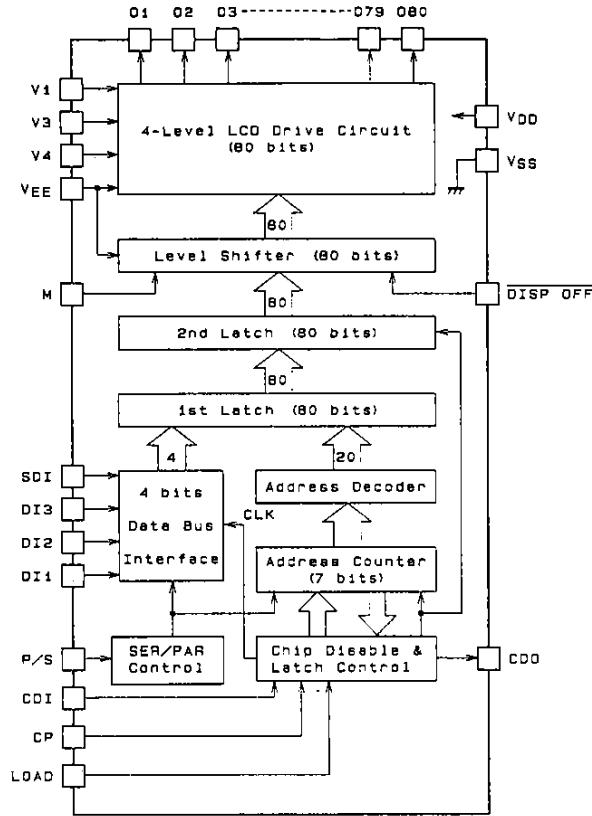 O1 O2 O3 O79 O80
V1
V3
V4
VEE
4-Level LCD Drive Circuit
(80 bits)
VDD
VSS
80
Level Shifter (80 bits)
M
DISP OFF
80
2nd Latch (80 bits)
80
1st Latch (80 bits)
4
20
SDI
DI3
DI2
DI1
4 bits
Data Bus
Interface
CLK
Address Decoder
Address Counter
(7 bits)
P/S
SER/PAR
Control
Chip Disable &
Latch Control
CDO
CDI
CP
LOAD